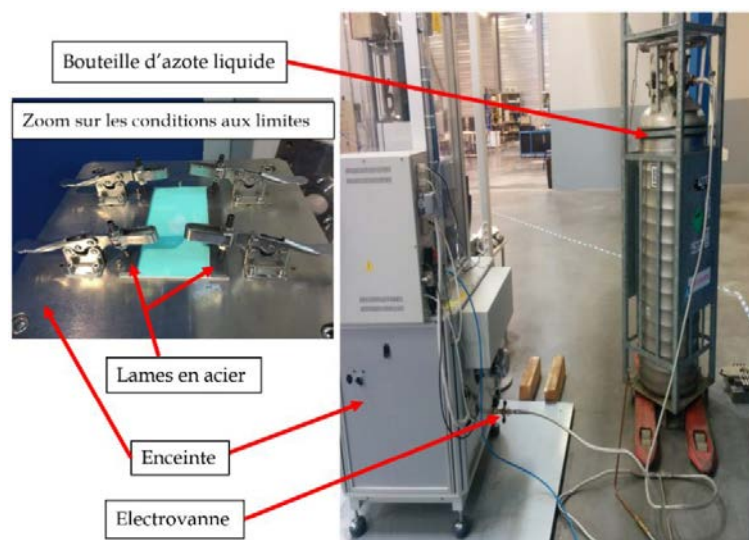 Bouteille d'azote liquide
Zoom sur les conditions aux limites
Lames en acier
Enceinte
Electrovanne